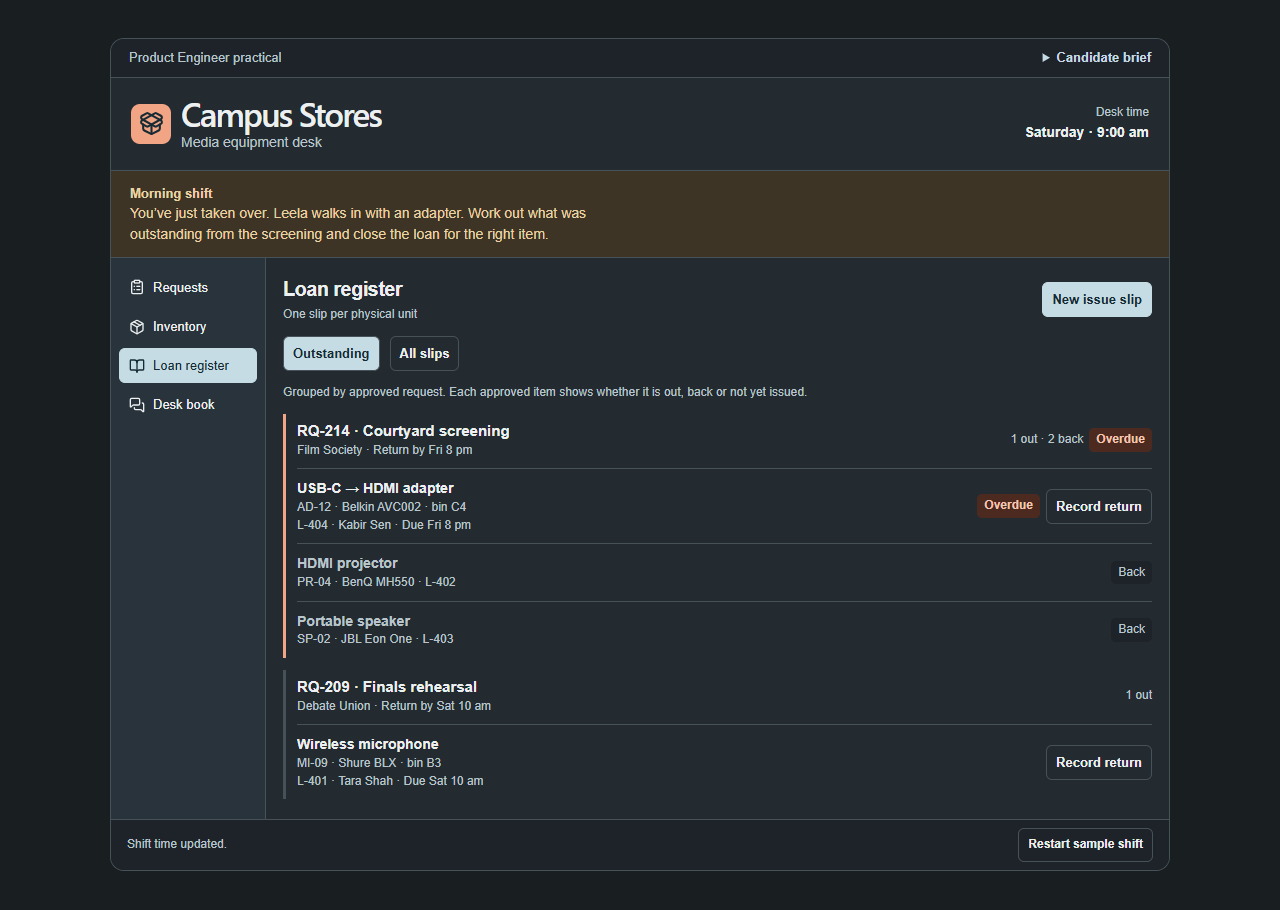 Product Engineer practical
▶ Candidate brief
Campus Stores
Media equipment desk
Desk time
Saturday · 9:00 am
Morning shift
You’ve just taken over. Leela walks in with an adapter. Work out what was
outstanding from the screening and close the loan for the right item.
Requests
Inventory
Loan register
Desk book
Loan register
One slip per physical unit
New issue slip
Outstanding
All slips
Grouped by approved request. Each approved item shows whether it is out, back or not yet issued.
RQ-214 · Courtyard screening
Film Society · Return by Fri 8 pm
1 out · 2 back
Overdue
USB-C → HDMI adapter
AD-12 · Belkin AVC002 · bin C4
L-404 · Kabir Sen · Due Fri 8 pm
Overdue
Record return
HDMI projector
PR-04 · BenQ MH550 · L-402
Back
Portable speaker
SP-02 · JBL Eon One · L-403
Back
RQ-209 · Finals rehearsal
Debate Union · Return by Sat 10 am
1 out
Wireless microphone
MI-09 · Shure BLX · bin B3
L-401 · Tara Shah · Due Sat 10 am
Record return
Shift time updated.
Restart sample shift